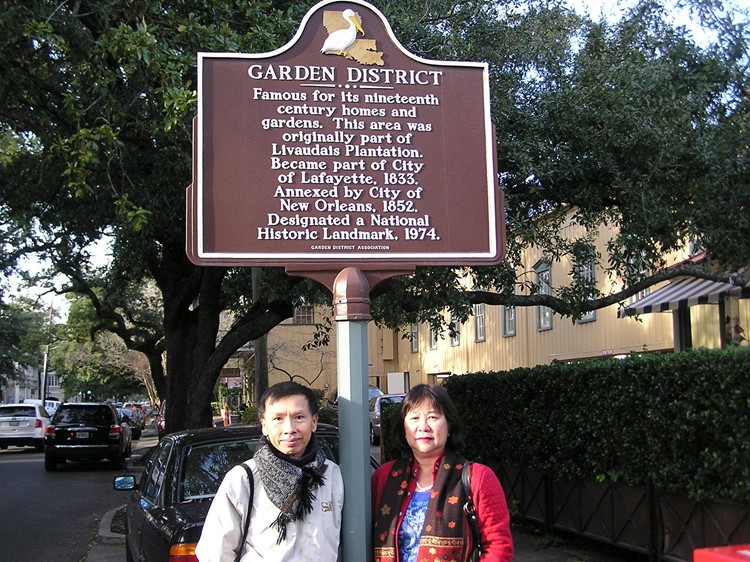 GARDEN DISTRICT
Famous for its nineteenth
century homes and
gardens. This area was
originally part of
Livaudais Plantation.
Became part of City
of Lafayette, 1833.
Annexed by City of
New Orleans, 1852.
Designated a National
Historic Landmark, 1974.
GARDEN DISTRICT ASSOCIATION